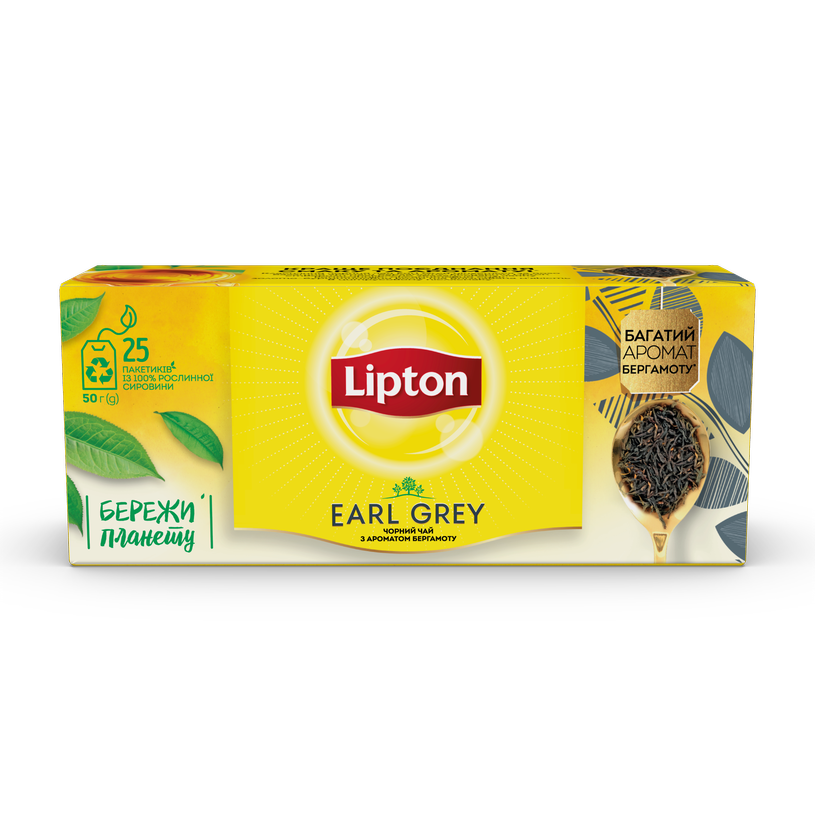 25
ПАКЕТИКІВ
ІЗ 100% РОСЛИННОЇ
СИРОВИНИ
50 г (g)
БЕРЕЖИ
планету
Lipton
EARL GREY
ЧОРНИЙ ЧАЙ
З АРОМАТОМ БЕРГАМОТУ
БАГАТИЙ
АРОМАТ
БЕРГАМОТУ*